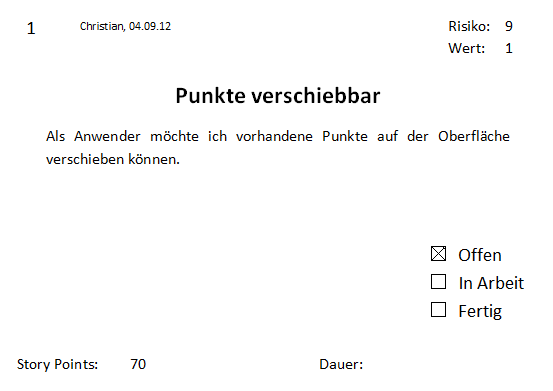 1 Christian, 04.09.12 Risiko: 9
Wert: 1
Punkte verschiebbar
Als Anwender möchte ich vorhandene Punkte auf der Oberfläche
verschieben können.
☒ Offen
☐ In Arbeit
☐ Fertig
Story Points: 70 Dauer: